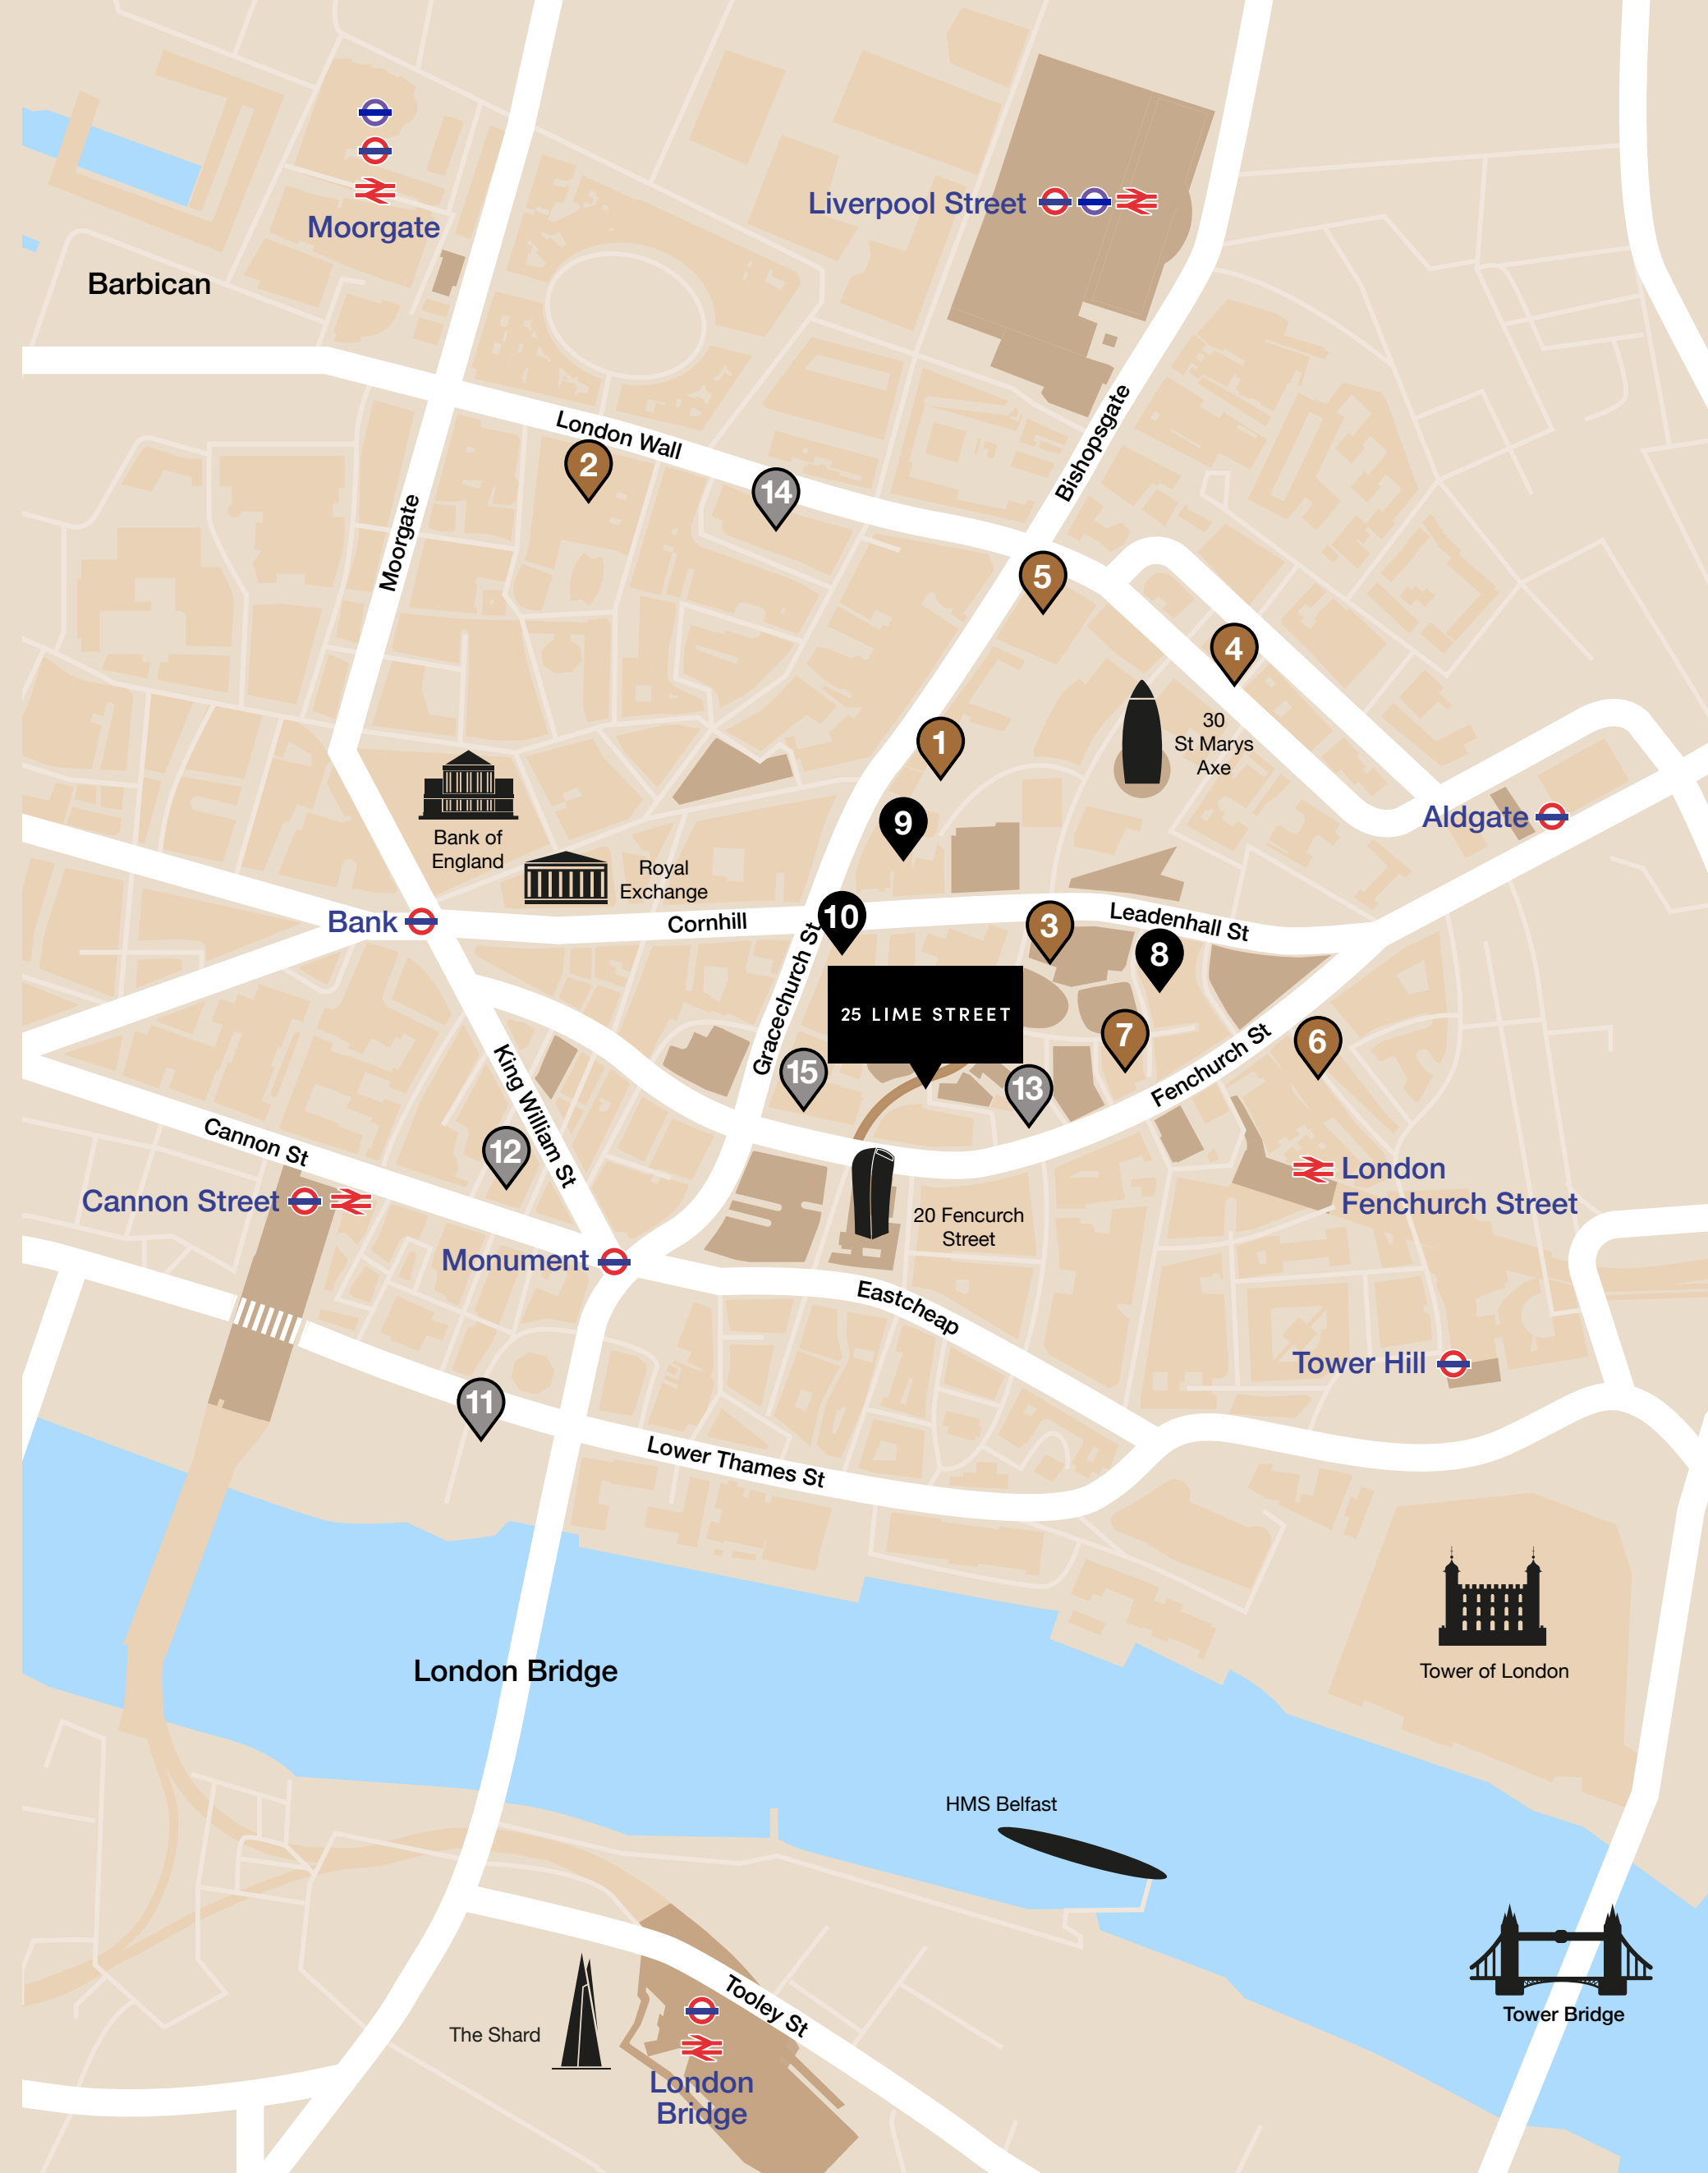 Moorgate
Liverpool Street
Barbican
London Wall
2
14
Bishopsgate
Moorgate
5
4
30
St Marys
Axe
1
9
Aldgate
Bank of
England
Royal
Exchange
Bank
Cornhill
10
3
Leadenhall St
8
Gracechurch St
25 LIME STREET
7
6
15
13
Fenchurch St
King William St
Cannon St
12
London
Fenchurch Street
Cannon Street
20 Fencurch
Street
Monument
Eastcheap
Tower Hill
11
Lower Thames St
London Bridge
Tower of London
HMS Belfast
Tooley St
Tower Bridge
The Shard
London
Bridge